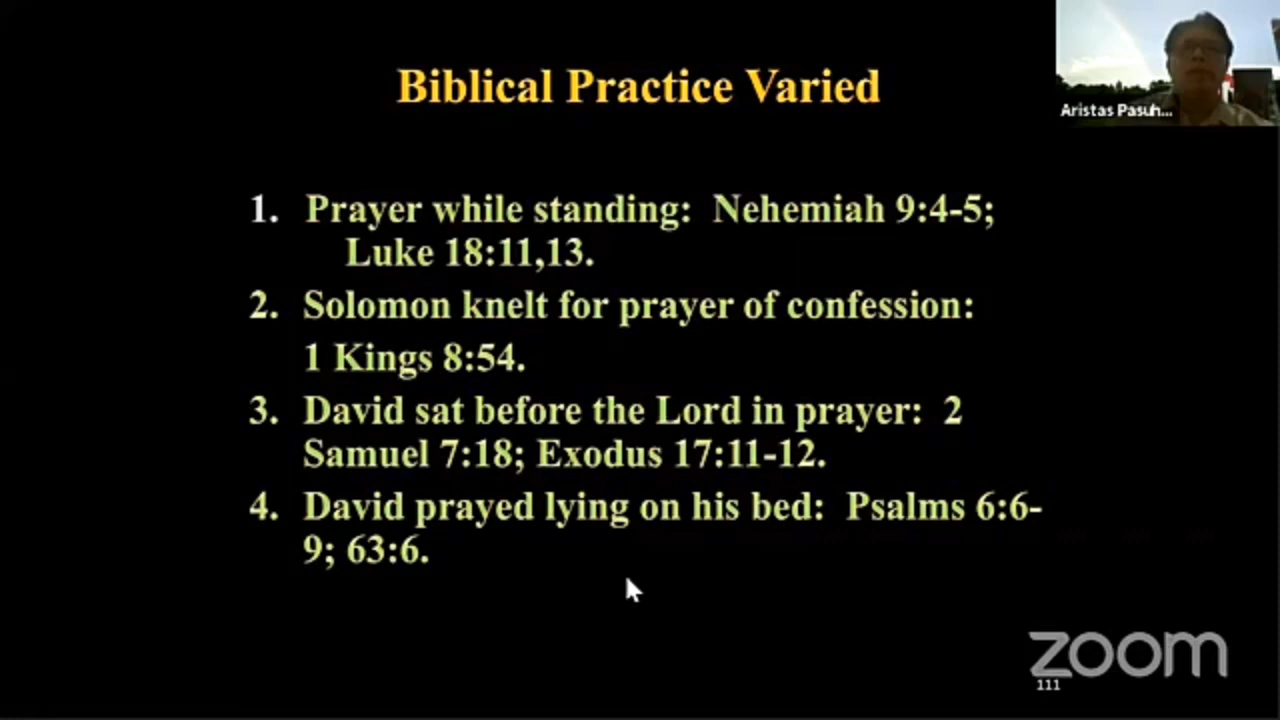 Biblical Practice Varied
Aristas Pasuh...
1. Prayer while standing: Nehemiah 9:4-5;
Luke 18:11,13.
2. Solomon knelt for prayer of confession:
1 Kings 8:54.
3. David sat before the Lord in prayer: 2
Samuel 7:18; Exodus 17:11-12.
4. David prayed lying on his bed: Psalms 6:6-
9; 63:6.
zoom
111